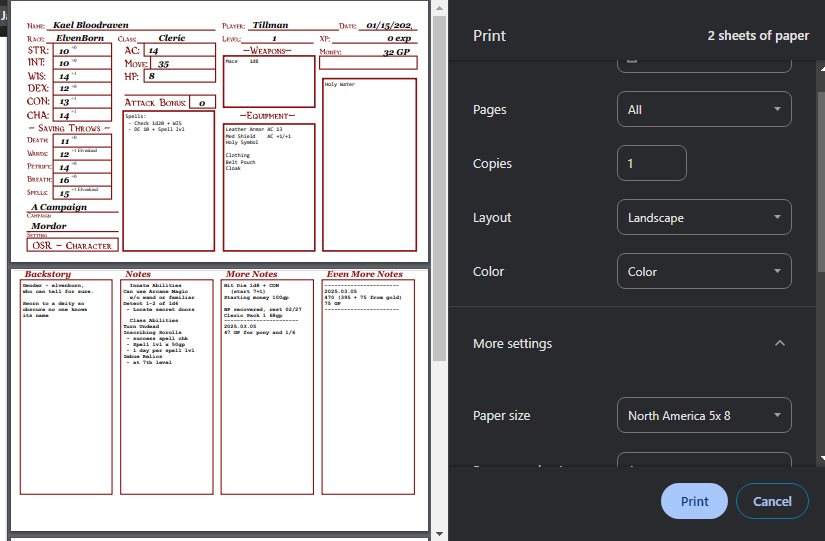 Name: Kael Bloodraven Player: Tillman Date: 01/15/202,
Race: ElvenBorn Class: Cleric Level: 1 XP: 0 exp
STR: 10 +0 AC: 14 —Weapons— Money: 32 GP
INT: 10 +0 Move: 35 Mace 1d8
WIS: 14 +1 HP: 8
DEX: 12 +0 Holy Water
CON: 13 +1 Attack Bonus: 0
CHA: 14 +1
— Saving Throws — Spells: —Equipment—
- Check 1d20 + WIS
- DC 10 + Spell lvl
Death: 11 +0 Leather Armor AC 13
Wands: 12 +1 Elvenkind Med Shield AC +1/+1
Petrify: 14 +0 Holy Symbol
Breath: 16 +0 Clothing
Spells: 15 +1 Elvenkind Belt Pouch
Cloak
A Campaign
Campaign
Mordor
Setting
OSR – Character
Backstory
Gender - elvenborn,
who can tell for sure.
Sworn to a deity so
obscure no one knows
its name
Notes
Innate Abilities
Can use Arcane Magic
w/o wand or familiar
Detect 1-2 of 1d6
- Locate secret doors
Class Abilities
Turn Undead
Inscribing Scrolls
- success spell chk
- Spell lvl x 50gp
- 1 day per spell lvl
Imbue Relics
- at 7th level
More Notes
Hit Die 1d8 + CON
(start 7+1)
Starting money 100gp
HP recovered, rest 02/27
Cleric Pack 1 68gp
------------------------
2025.03.05
47 GP for pony and 1/6
Even More Notes
------------------------
2025.03.05
470 (395 + 75 from gold)
75 GP
------------------------
Print
2 sheets of paper
Pages All
Copies 1
Layout Landscape
Color Color
More settings
Paper size North America 5x 8
Print Cancel